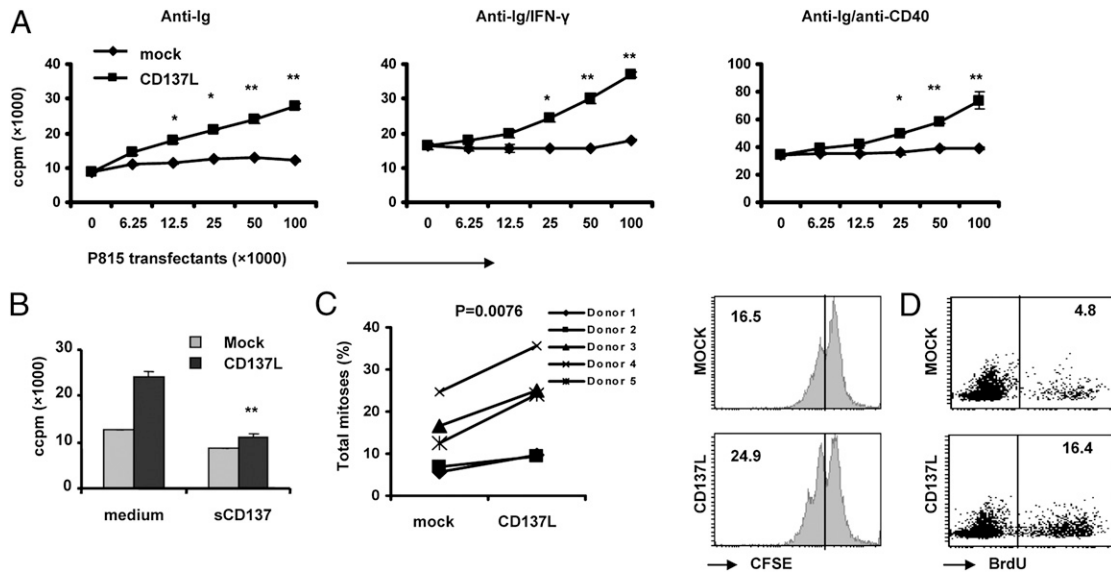 A
Anti-Ig
Anti-Ig/IFN-γ
Anti-Ig/anti-CD40
mock
CD137L
ccpm (×1000)
40
30
20
10
0
* * ** **
0 6.25 12.5 25 50 100
40
30
20
10
0
* ** **
0 6.25 12.5 25 50 100
100
80
60
40
20
0
* ** **
0 6.25 12.5 25 50 100
P815 transfectants (×1000)
B
Mock
CD137L
ccpm (×1000)
30
20
10
0
**
medium sCD137
C
P=0.0076
Donor 1
Donor 2
Donor 3
Donor 4
Donor 5
Total mitoses (%)
40
30
20
10
0
mock CD137L
MOCK
16.5
CD137L
24.9
CFSE
D
MOCK
4.8
CD137L
16.4
BrdU